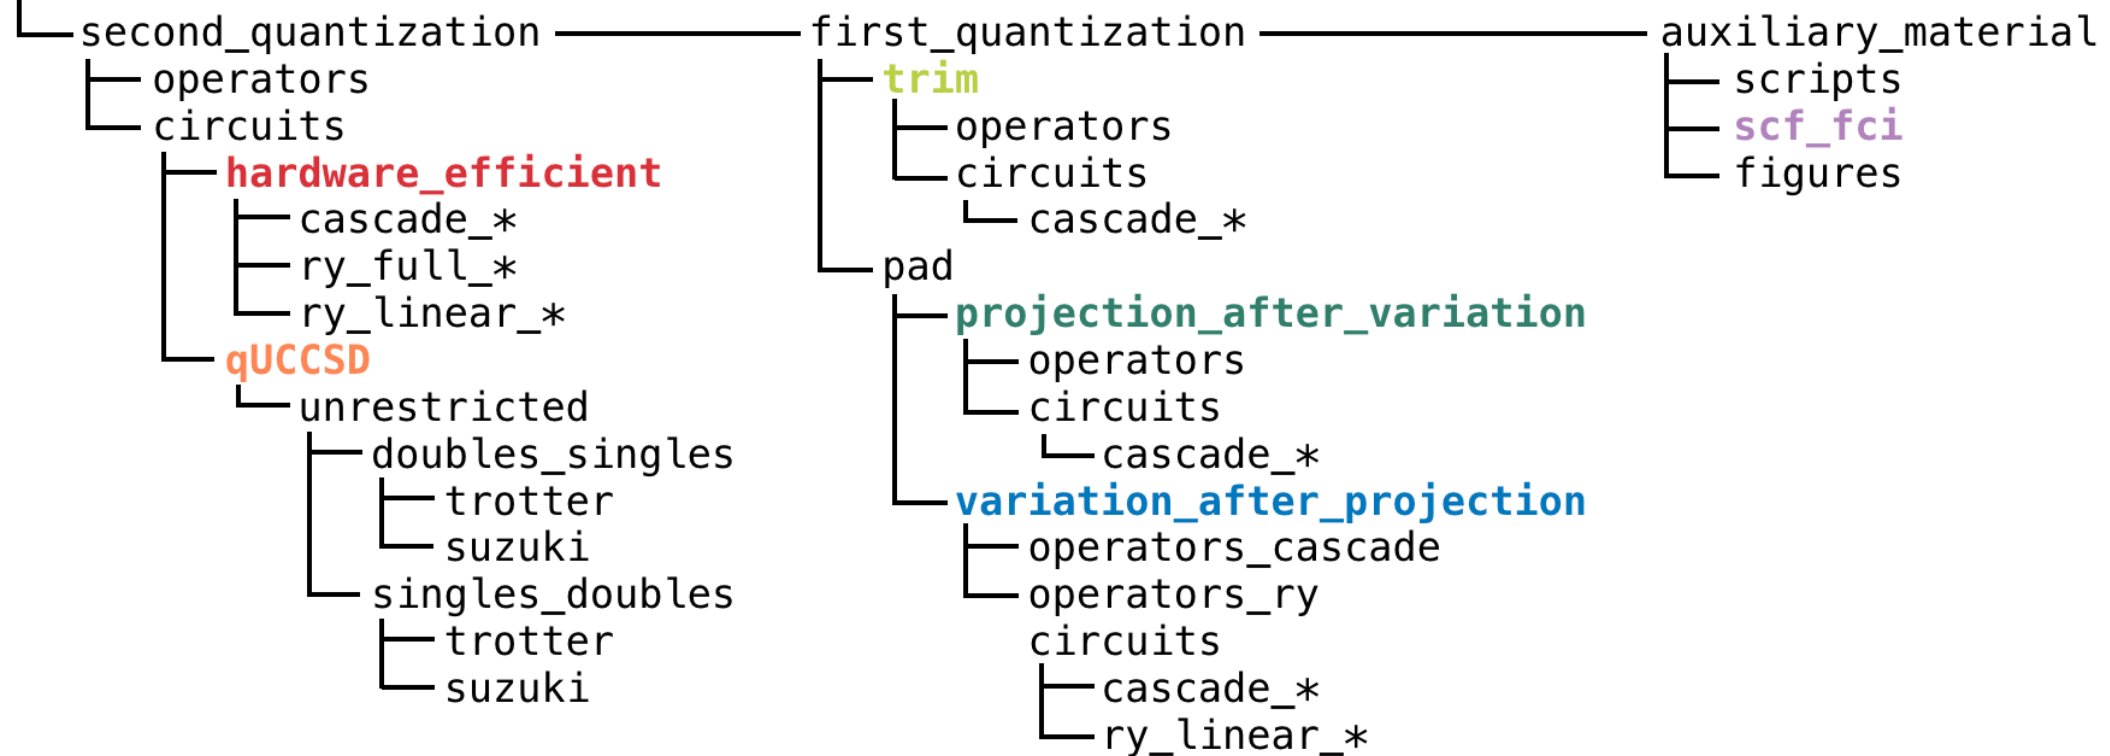 second_quantization
operators
circuits
hardware_efficient
cascade_*
ry_full_*
ry_linear_*
qUCCSD
unrestricted
doubles_singles
trotter
suzuki
singles_doubles
trotter
suzuki
first_quantization
trim
operators
circuits
cascade_*
pad
projection_after_variation
operators
circuits
cascade_*
variation_after_projection
operators_cascade
operators_ry
circuits
cascade_*
ry_linear_*
auxiliary_material
scripts
scf_fci
figures